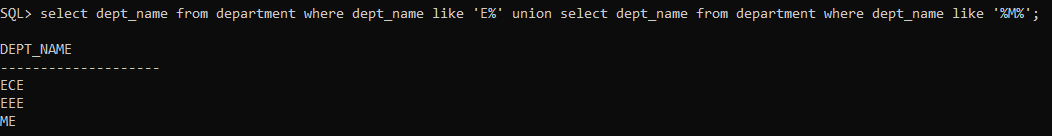 SQL> select dept_name from department where dept_name like 'E%' union select dept_name from department where dept_name like '%M%';
DEPT_NAME
--------------------
ECE
EEE
ME